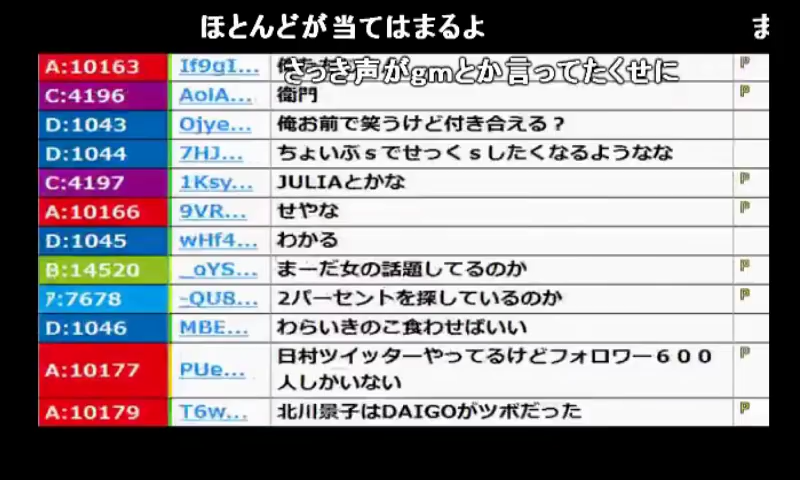 ほとんどが当てはまるよ
ま
A:10163 If9gI...
さっき声がgmとか言ってたくせに
P
C:4196 AolA... 衛門 P
D:1043 Ojye... 俺お前で笑うけど付き合える？
D:1044 7HJ... ちょいぶｓでせっくｓしたくなるようなな
C:4197 1Ksy... JULIAとかな P
A:10166 9VR... せやな P
D:1045 wHf4... わかる
B:14520 _oYS... まーだ女の話題してるのか P
ｱ:7678 -QU8... 2パーセントを探しているのか P
D:1046 MBE... わらいきのこ食わせばいい
A:10177 PUe... 日村ツイッターやってるけどフォロワー６００ P
人しかいない
A:10179 T6w... 北川景子はDAIGOがツボだった P